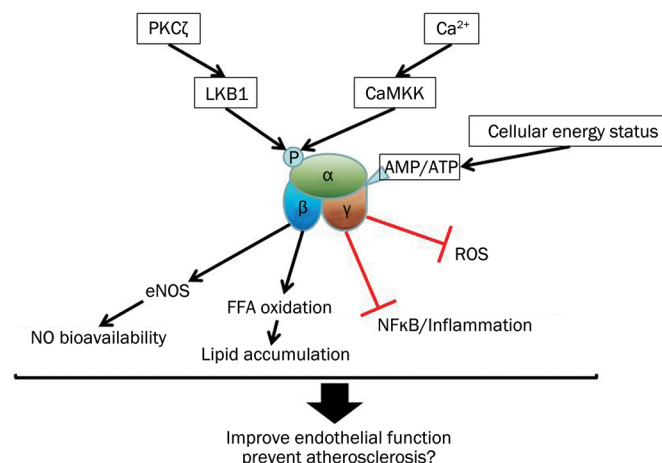 PKCζ
Ca²⁺
LKB1
CaMKK
Cellular energy status
P
α
AMP/ATP
β
γ
ROS
eNOS
FFA oxidation
NFκB/Inflammation
NO bioavailability
Lipid accumulation
Improve endothelial function
prevent atherosclerosis?